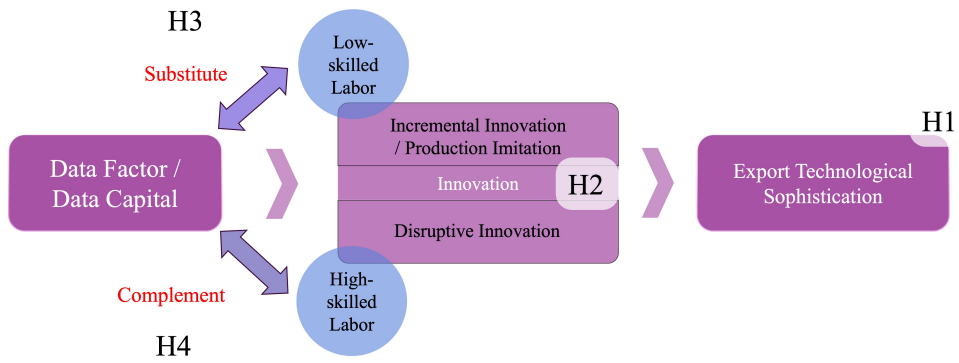 H3
Substitute
Low-
skilled
Labor
Data Factor /
Data Capital
Incremental Innovation
/ Production Imitation
Innovation
H2
Disruptive Innovation
H1
Export Technological
Sophistication
Complement
H4
High-
skilled
Labor